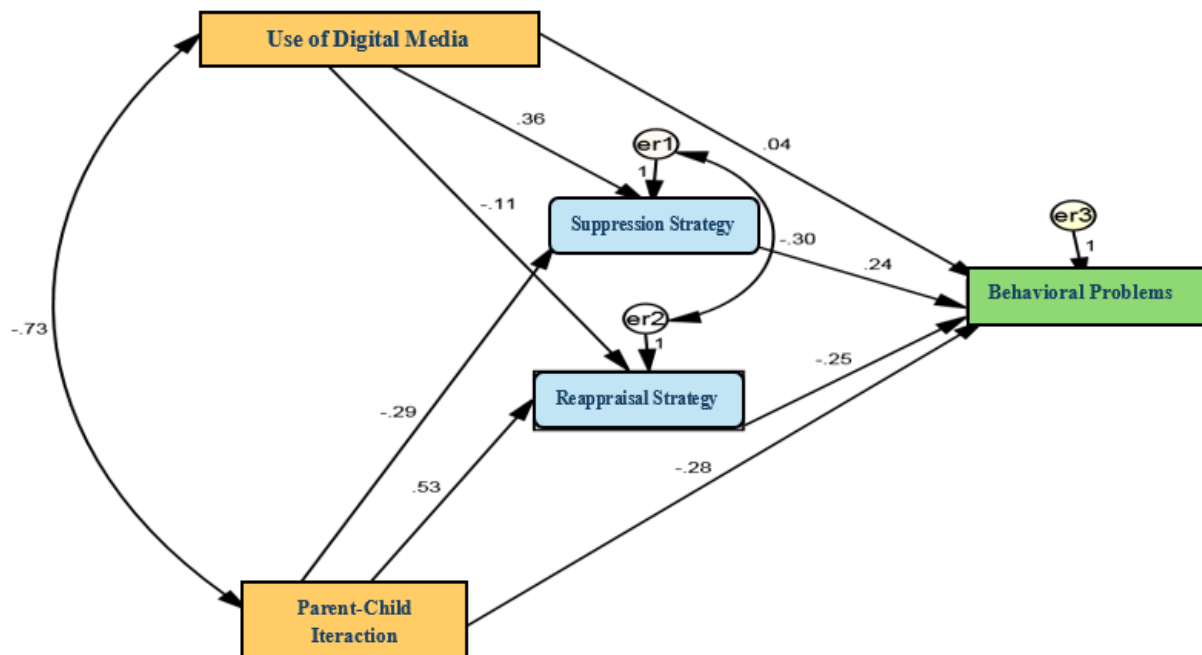 Use of Digital Media
.36
er1
.04
1
-.11
Suppression Strategy
er3
-.30
1
.24
Behavioral Problems
er2
-.73
1
-.25
Reappraisal Strategy
-.29
-.28
.53
Parent-Child
Iteraction